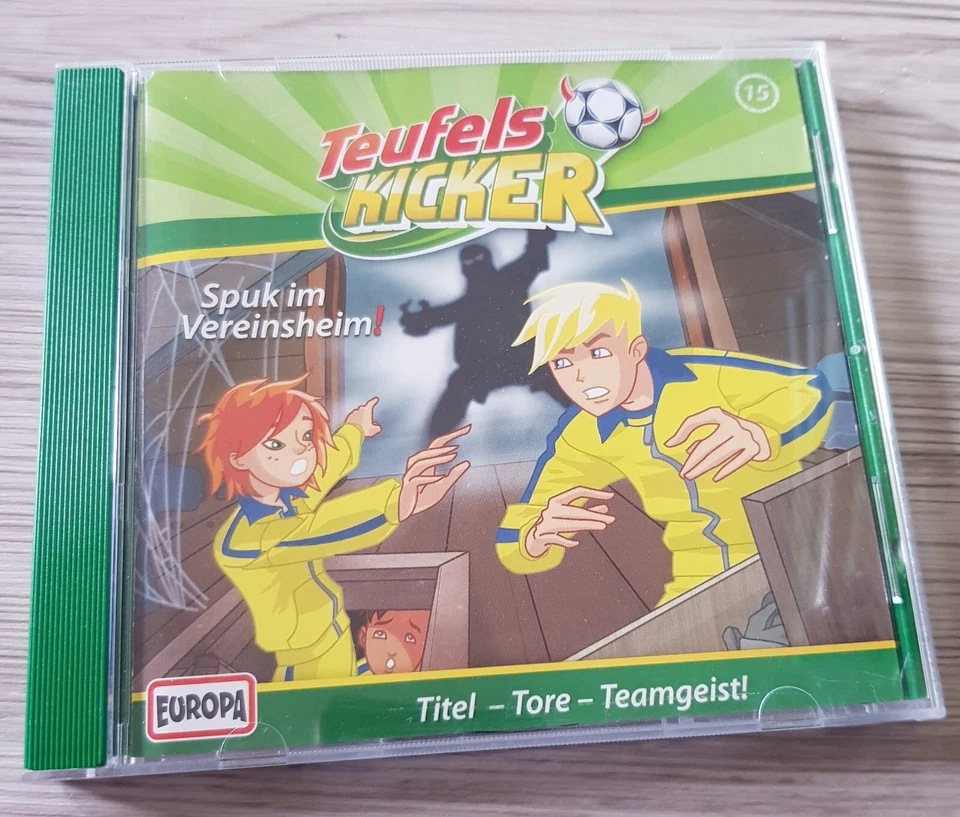 15
Teufels
KICKER
Spuk im
Vereinsheim!
EUROPA
Titel – Tore – Teamgeist!